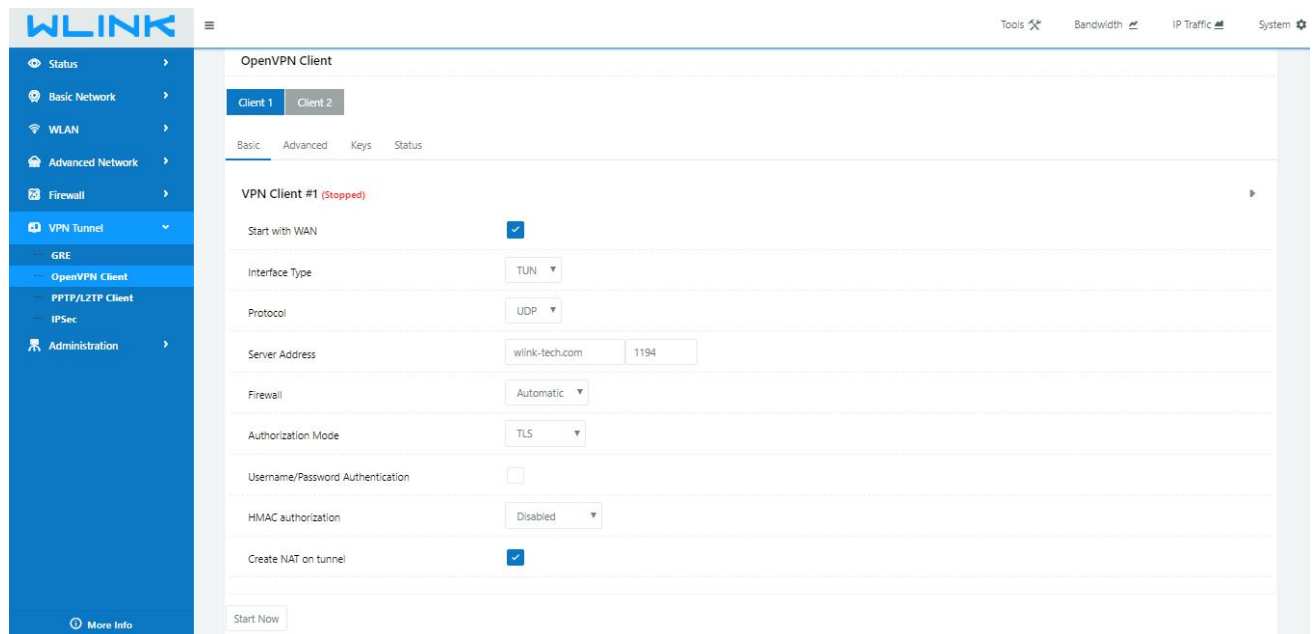 WLINK
Tools
Bandwidth
IP Traffic
System
Status
Basic Network
WLAN
Advanced Network
Firewall
VPN Tunnel
GRE
OpenVPN Client
PPTP/L2TP Client
IPSec
Administration
More Info
OpenVPN Client
Client 1 Client 2
Basic Advanced Keys Status
VPN Client #1 (Stopped)
Start with WAN
Interface Type TUN
Protocol UDP
Server Address wlink-tech.com 1194
Firewall Automatic
Authorization Mode TLS
Username/Password Authentication
HMAC authorization Disabled
Create NAT on tunnel
Start Now